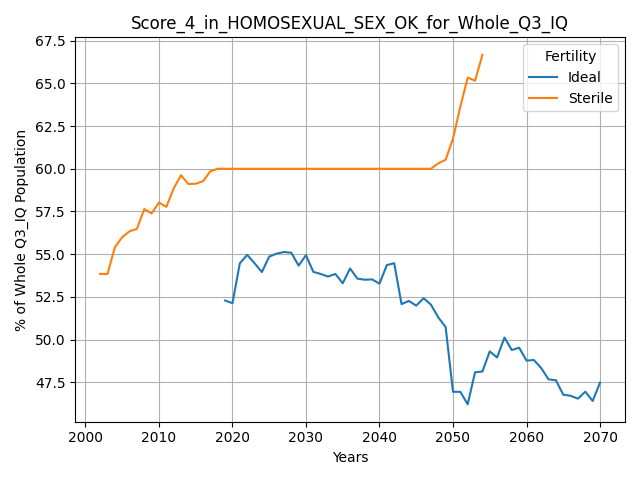 Score_4_in_HOMOSEXUAL_SEX_OK_for_Whole_Q3_IQ
Fertility
Ideal
Sterile
% of Whole Q3_IQ Population
67.5
65.0
62.5
60.0
57.5
55.0
52.5
50.0
47.5
2000 2010 2020 2030 2040 2050 2060 2070
Years